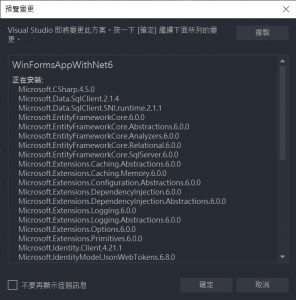 預覽變更
Visual Studio 即將變更此方案。按一下 [確定] 繼續下面所列的變
更。
複製
WinFormsAppWithNet6
正在安裝:
Microsoft.CSharp.4.5.0
Microsoft.Data.SqlClient.2.1.4
Microsoft.Data.SqlClient.SNI.runtime.2.1.1
Microsoft.EntityFrameworkCore.6.0.0
Microsoft.EntityFrameworkCore.Abstractions.6.0.0
Microsoft.EntityFrameworkCore.Analyzers.6.0.0
Microsoft.EntityFrameworkCore.Relational.6.0.0
Microsoft.EntityFrameworkCore.SqlServer.6.0.0
Microsoft.Extensions.Caching.Abstractions.6.0.0
Microsoft.Extensions.Caching.Memory.6.0.0
Microsoft.Extensions.Configuration.Abstractions.6.0.0
Microsoft.Extensions.DependencyInjection.6.0.0
Microsoft.Extensions.DependencyInjection.Abstractions.6.0.0
Microsoft.Extensions.Logging.6.0.0
Microsoft.Extensions.Logging.Abstractions.6.0.0
Microsoft.Extensions.Options.6.0.0
Microsoft.Extensions.Primitives.6.0.0
Microsoft.Identity.Client.4.21.1
Microsoft.IdentityModel.JsonWebTokens.6.8.0
不要再顯示這個訊息
確定
取消